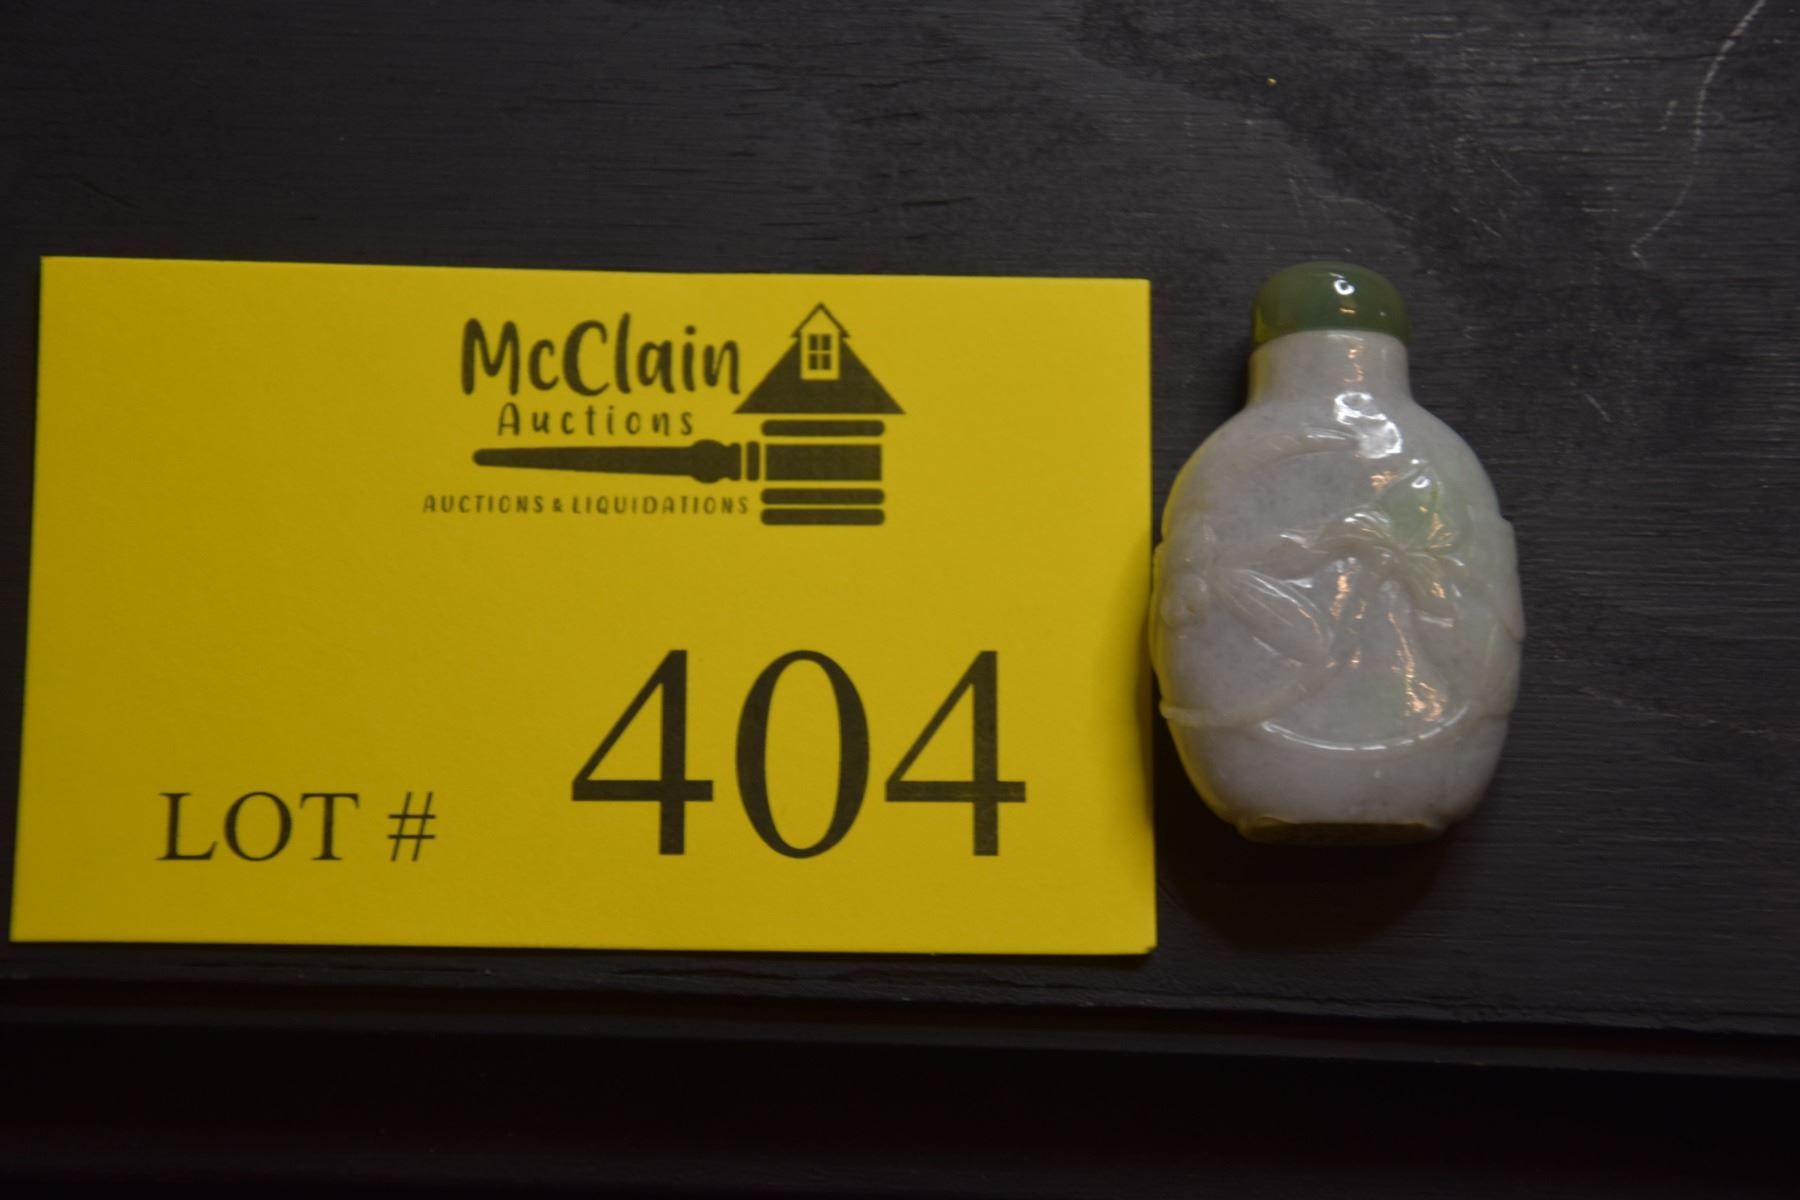 McClain
Auctions
AUCTIONS & LIQUIDATIONS
LOT # 404